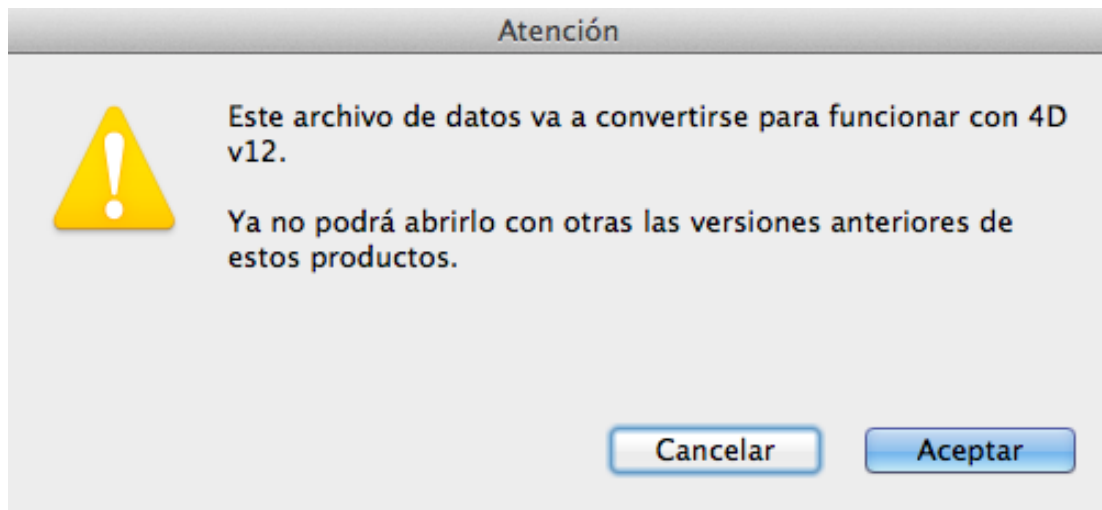 Atención
Este archivo de datos va a convertirse para funcionar con 4D
v12.
Ya no podrá abrirlo con otras las versiones anteriores de
estos productos.
Cancelar
Aceptar